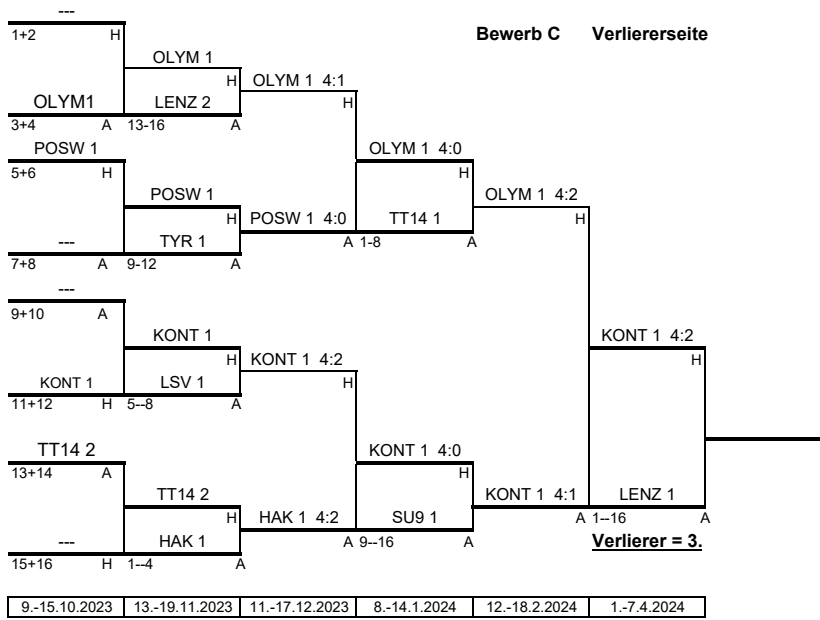 ---
Bewerb C Verliererseite
1+2 H
OLYM 1
H OLYM 1 4:1
OLYM1 LENZ 2 H
3+4 A 13-16 A
POSW 1 OLYM 1 4:0
5+6 H H
POSW 1 OLYM 1 4:2
H POSW 1 4:0 TT14 1 H
--- TYR 1 A 1-8 A
7+8 A 9-12 A
---
9+10 A
KONT 1 KONT 1 4:2
H KONT 1 4:2 H
KONT 1 LSV 1 H
11+12 H 5--8 A
TT14 2 KONT 1 4:0
13+14 A H
TT14 2 KONT 1 4:1 LENZ 1
H HAK 1 4:2 SU9 1 A 1--16 A
--- HAK 1 A 9--16 A Verlierer = 3.
15+16 H 1--4 A
9.-15.10.2023 13.-19.11.2023 11.-17.12.2023 8.-14.1.2024 12.-18.2.2024 1.-7.4.2024